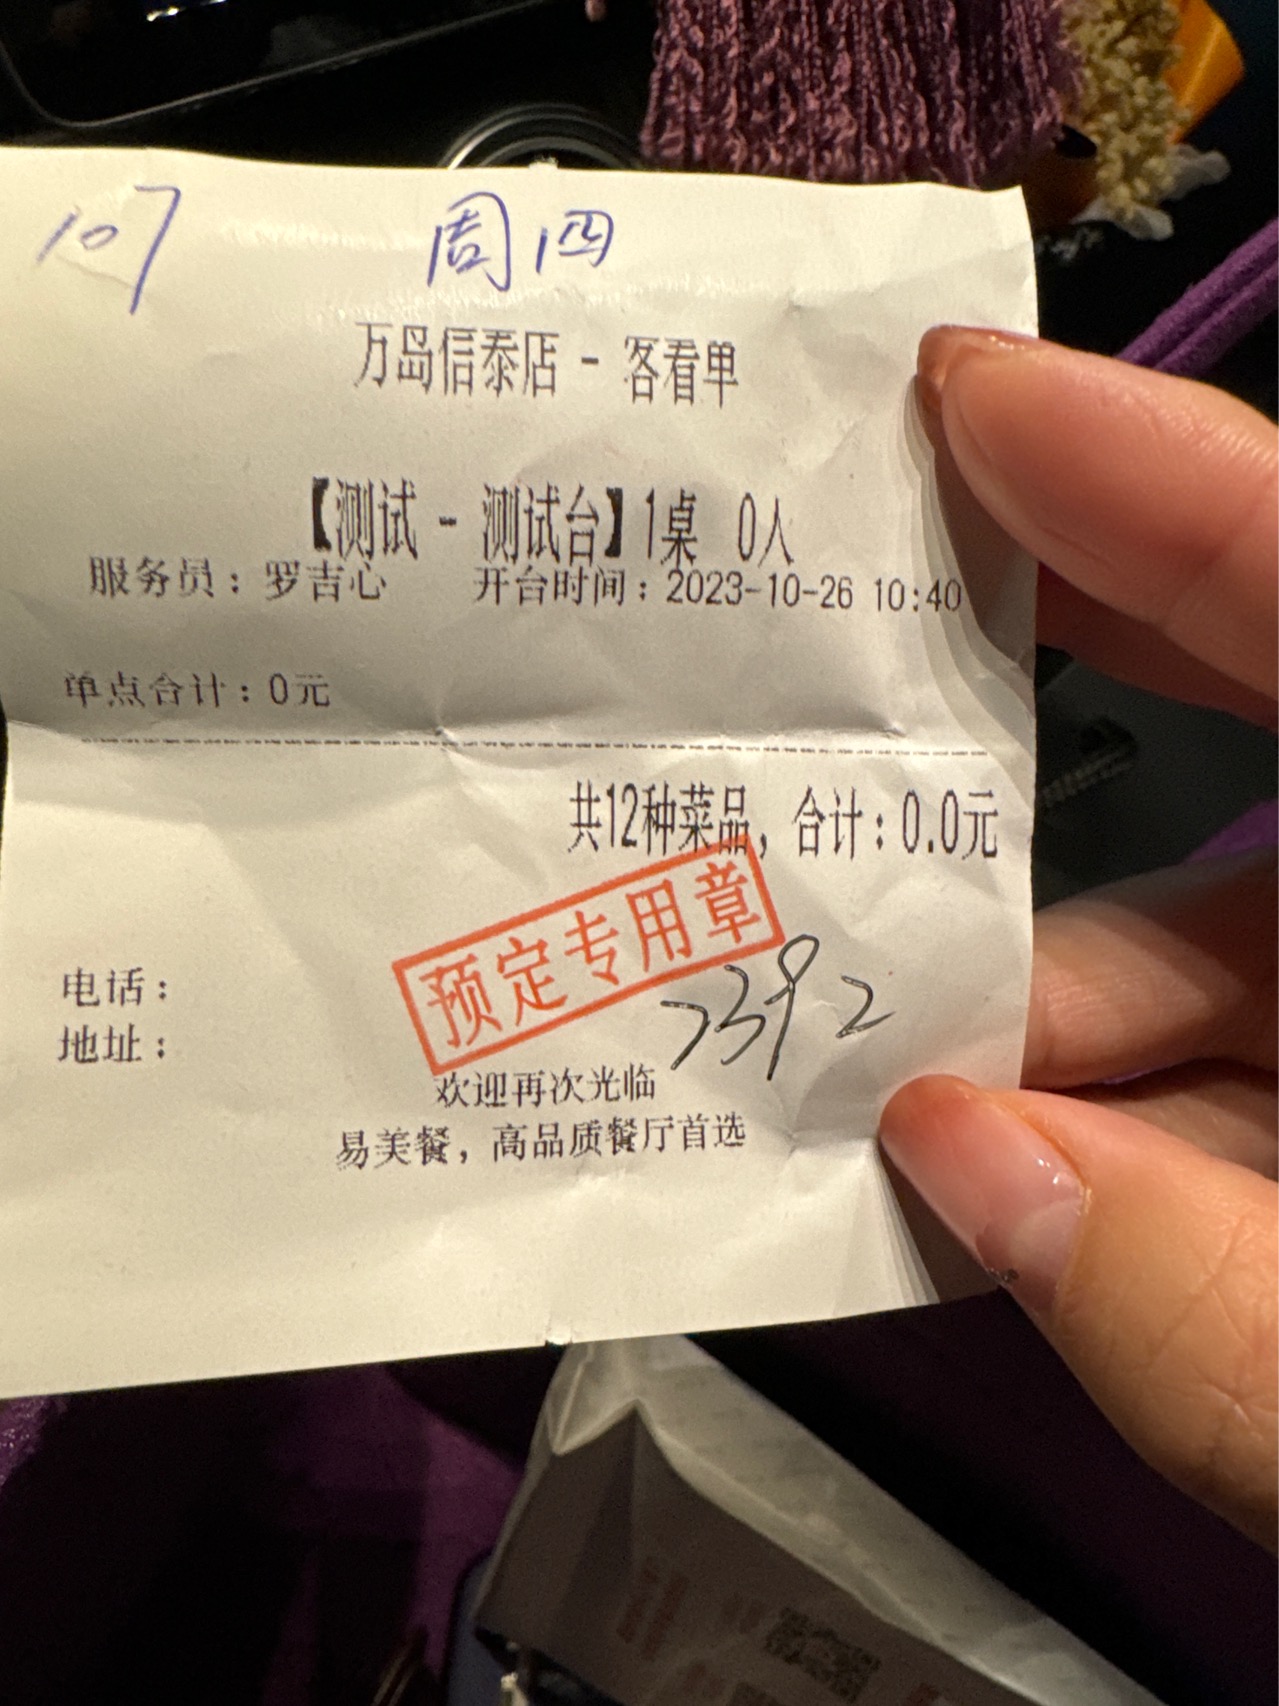 107 周四
万岛信泰店 - 客看单
【测试 - 测试台】1桌 0人
服务员：罗吉心 开台时间：2023-10-26 10:40
单点合计：0元
共12种菜品，合计：0.0元
预定专用章
7392
电话：
地址：
欢迎再次光临
易美餐，高品质餐厅首选